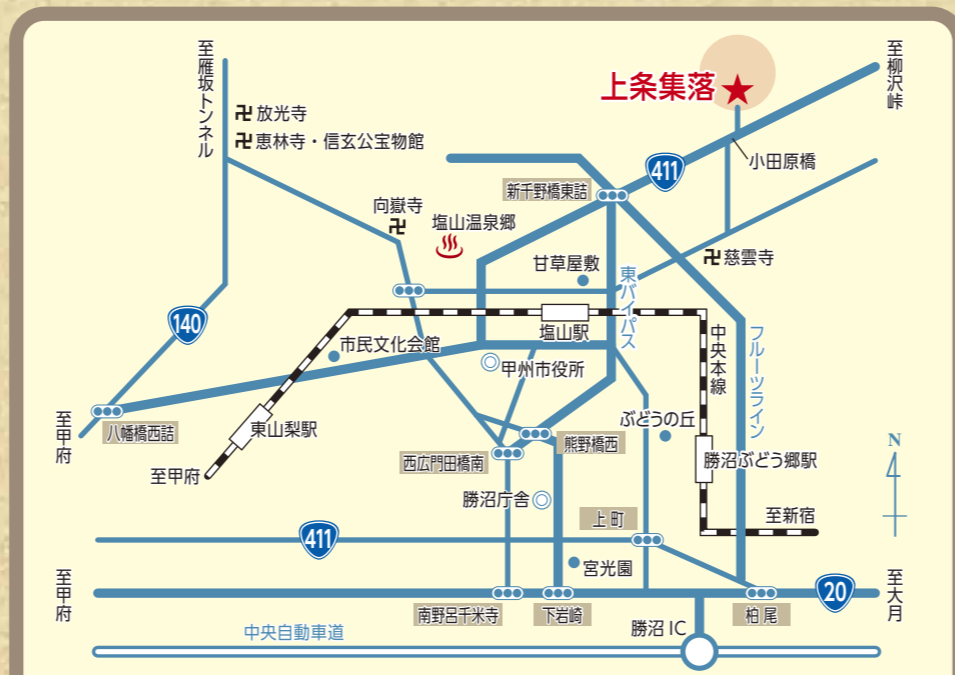 至雁坂トンネル
卍 放光寺
卍 恵林寺・信玄公宝物館
上条集落
至柳沢峠
411
小田原橋
新千野橋東詰
向嶽寺
卍
塩山温泉郷
甘草屋敷
卍 慈雲寺
東バイパス
140
塩山駅
市民文化会館
甲州市役所
中央本線
フルーツライン
至甲府
八幡橋西詰
東山梨駅
至甲府
ぶどうの丘
熊野橋西
西広門田橋南
勝沼ぶどう郷駅
N
勝沼庁舎
上町
至新宿
411
宮光園
至甲府
20
至大月
南野呂千米寺
下岩崎
柏尾
勝沼IC
中央自動車道